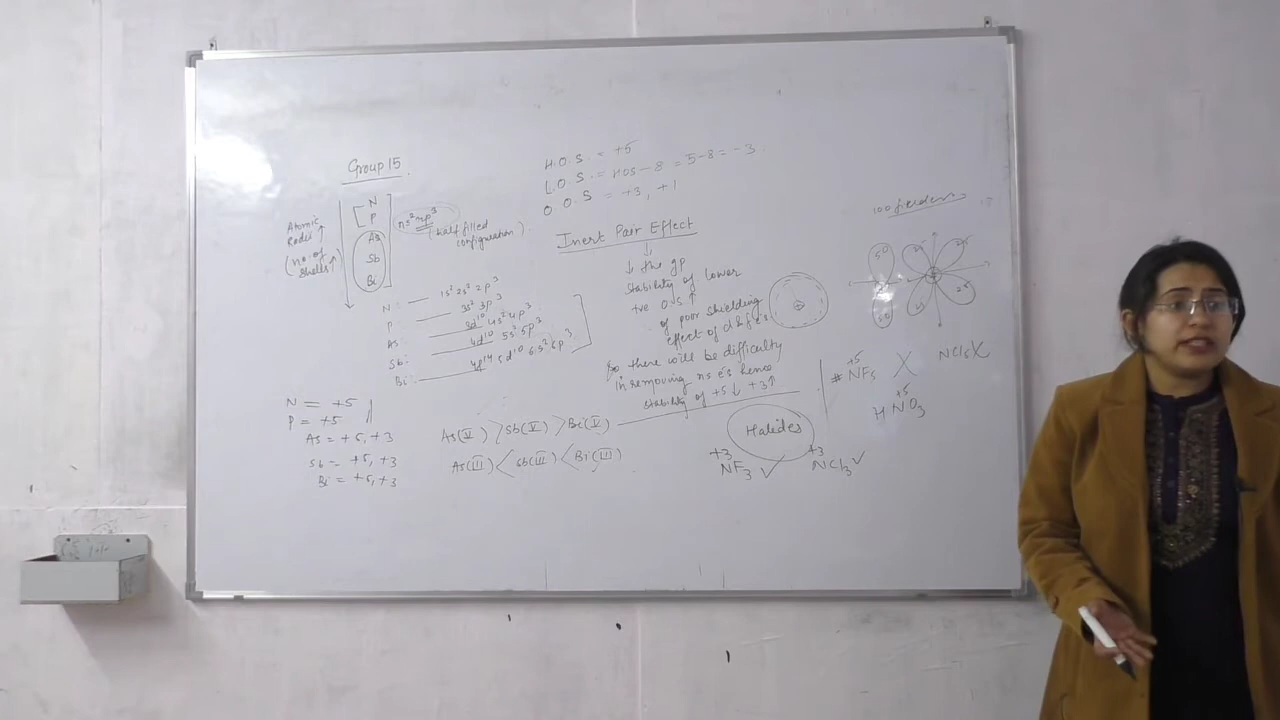 Group 15
N
P
As
Sb
Bi
Atomic
Radii ↑
(no. of
shells ↑)
ns² np³
(half filled
configuration).
N : — 1s² 2s² 2p³
P : — 3s² 3p³
As : — 3d¹⁰ 4s² 4p³
Sb : — 4d¹⁰ 5s² 5p³
Bi : — 4f¹⁴ 5d¹⁰ 6s² 6p³
N = +5
P = +5
As = +5, +3
Sb = +5, +3
Bi = +5, +3
H.O.S. = +5
L.O.S. = HOS - 8 = 5-8 = -3.
O.O.S = +3, +1
Inert Pair Effect
↓
↓ the gp
stability of lower
+ve O.S ↑
of poor shielding
effect of d & f e's
So there will be difficulty
in removing ns e's hence
stability of +5 ↓ +3 ↑
As(V) > Sb(V) > Bi(V)
As(III) < Sb(III) < Bi(III)
Halides
+3 +3
NF3 ✓ NCl3 ✓
+5
# NF5 X NCl5 X
+5
HNO3